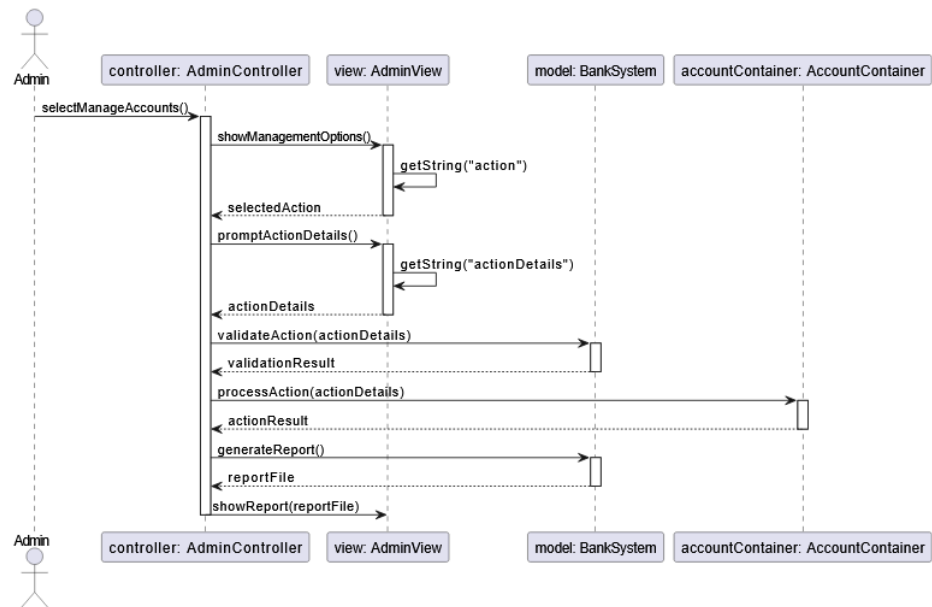 Admin
controller: AdminController
view: AdminView
model: BankSystem
accountContainer: AccountContainer
selectManageAccounts()
showManagementOptions()
getString("action")
selectedAction
promptActionDetails()
getString("actionDetails")
actionDetails
validateAction(actionDetails)
validationResult
processAction(actionDetails)
actionResult
generateReport()
reportFile
showReport(reportFile)
Admin
controller: AdminController
view: AdminView
model: BankSystem
accountContainer: AccountContainer